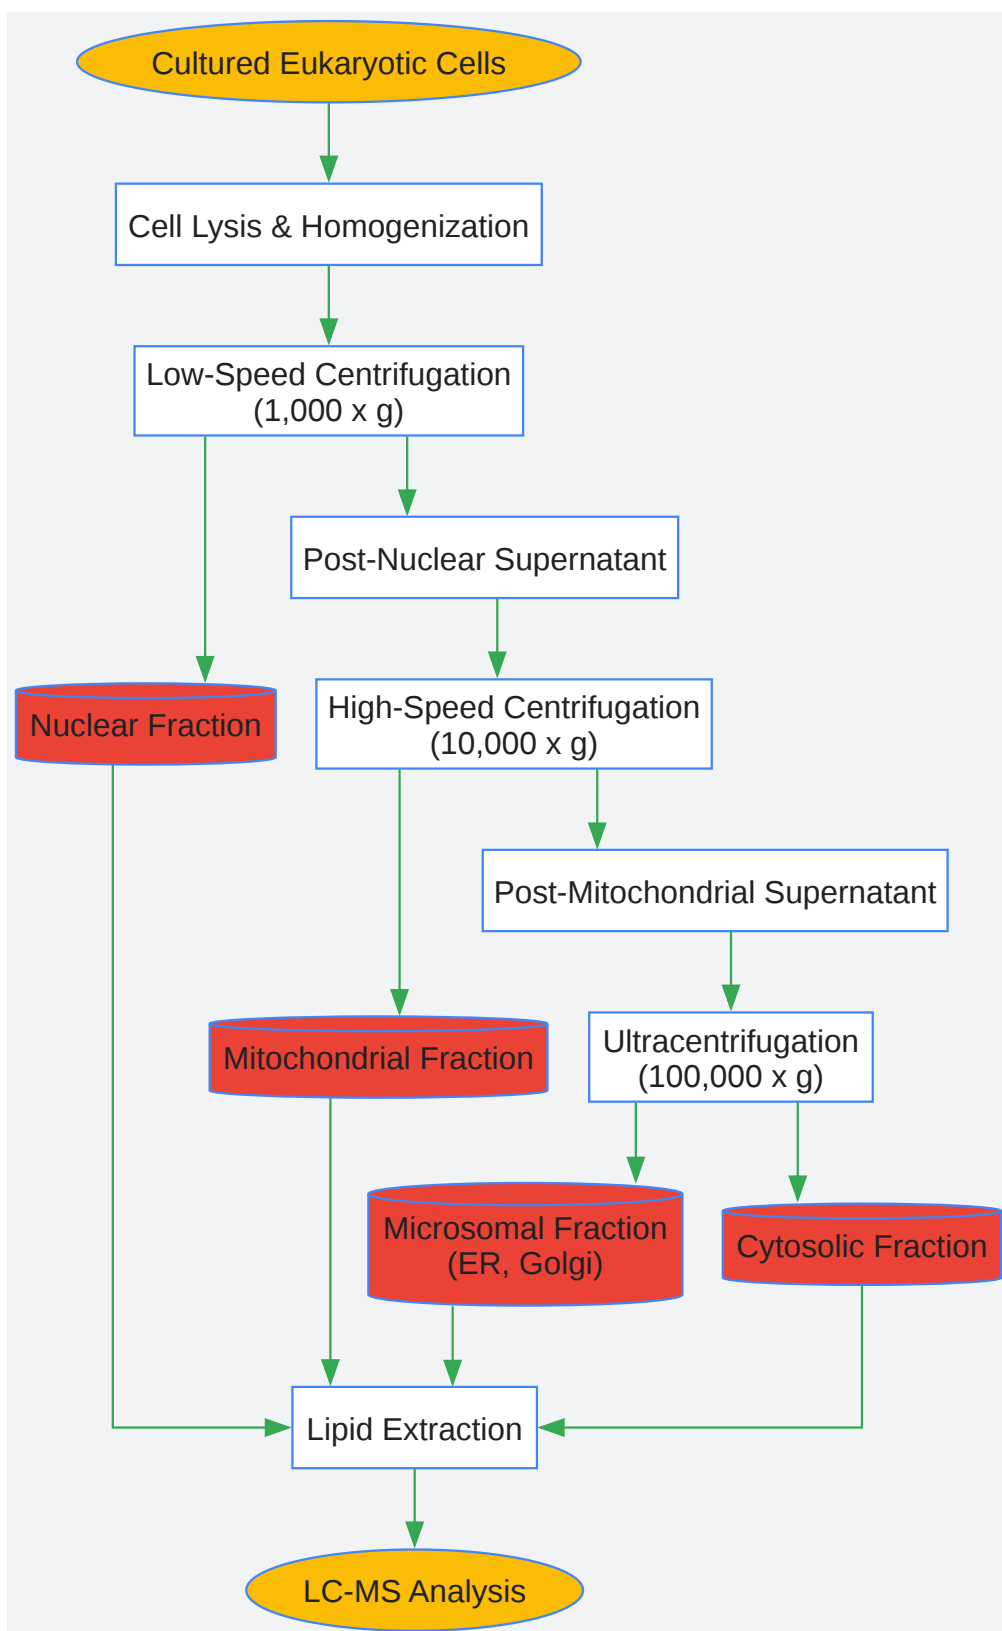 Cultured Eukaryotic Cells
Cell Lysis & Homogenization
Low-Speed Centrifugation
(1,000 x g)
Post-Nuclear Supernatant
Nuclear Fraction
High-Speed Centrifugation
(10,000 x g)
Post-Mitochondrial Supernatant
Mitochondrial Fraction
Ultracentrifugation
(100,000 x g)
Microsomal Fraction
(ER, Golgi)
Cytosolic Fraction
Lipid Extraction
LC-MS Analysis